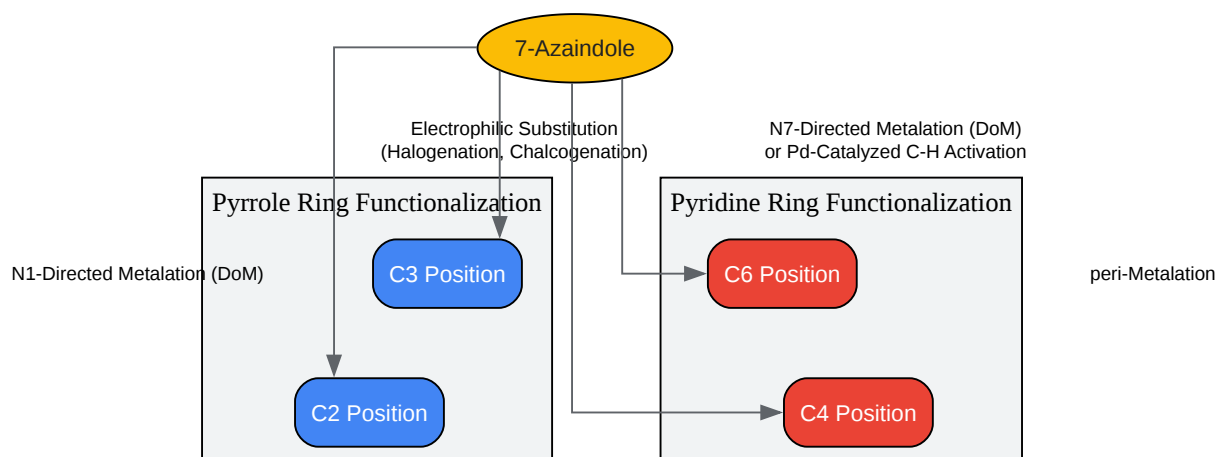 7-Azaindole
Electrophilic Substitution
(Halogenation, Chalcogenation)
N7-Directed Metalation (DoM)
or Pd-Catalyzed C-H Activation
Pyrrole Ring Functionalization
Pyridine Ring Functionalization
N1-Directed Metalation (DoM)
C3 Position
C6 Position
peri-Metalation
C2 Position
C4 Position